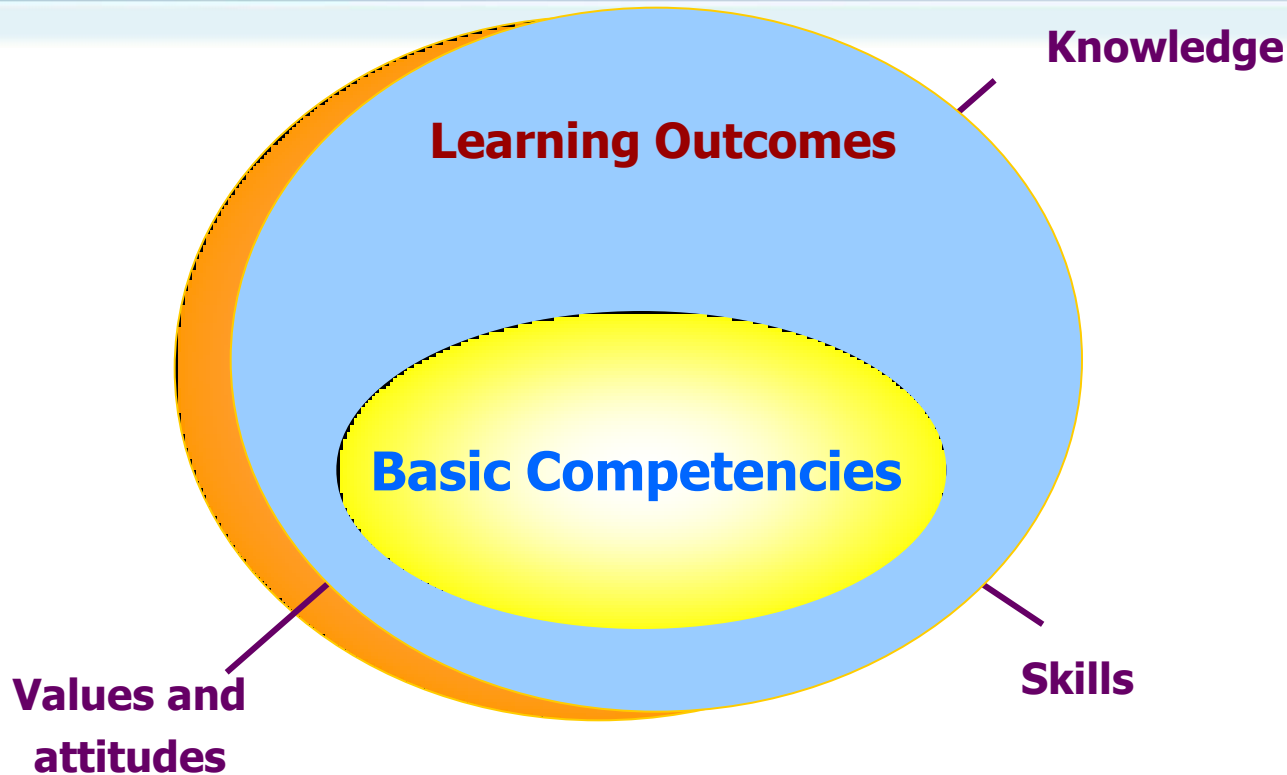 Knowledge
Learning Outcomes
Basic Competencies
Skills
Values and
attitudes